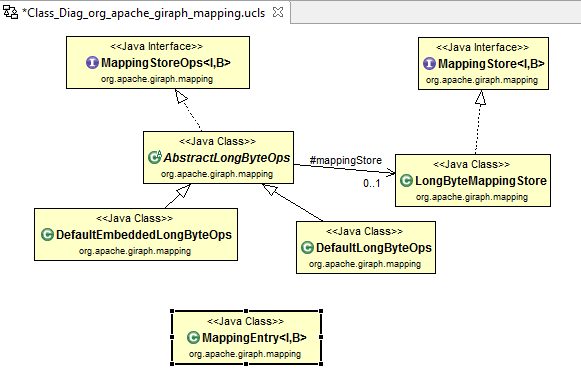 *Class_Diag_org_apache_giraph_mapping.ucls
<<Java Interface>>
I MappingStoreOps<I,B>
org.apache.giraph.mapping
<<Java Interface>>
I MappingStore<I,B>
org.apache.giraph.mapping
<<Java Class>>
C A AbstractLongByteOps
org.apache.giraph.mapping
#mappingStore
0..1
<<Java Class>>
C LongByteMappingStore
org.apache.giraph.mapping
<<Java Class>>
C DefaultEmbeddedLongByteOps
org.apache.giraph.mapping
<<Java Class>>
C DefaultLongByteOps
org.apache.giraph.mapping
<<Java Class>>
C MappingEntry<I,B>
org.apache.giraph.mapping